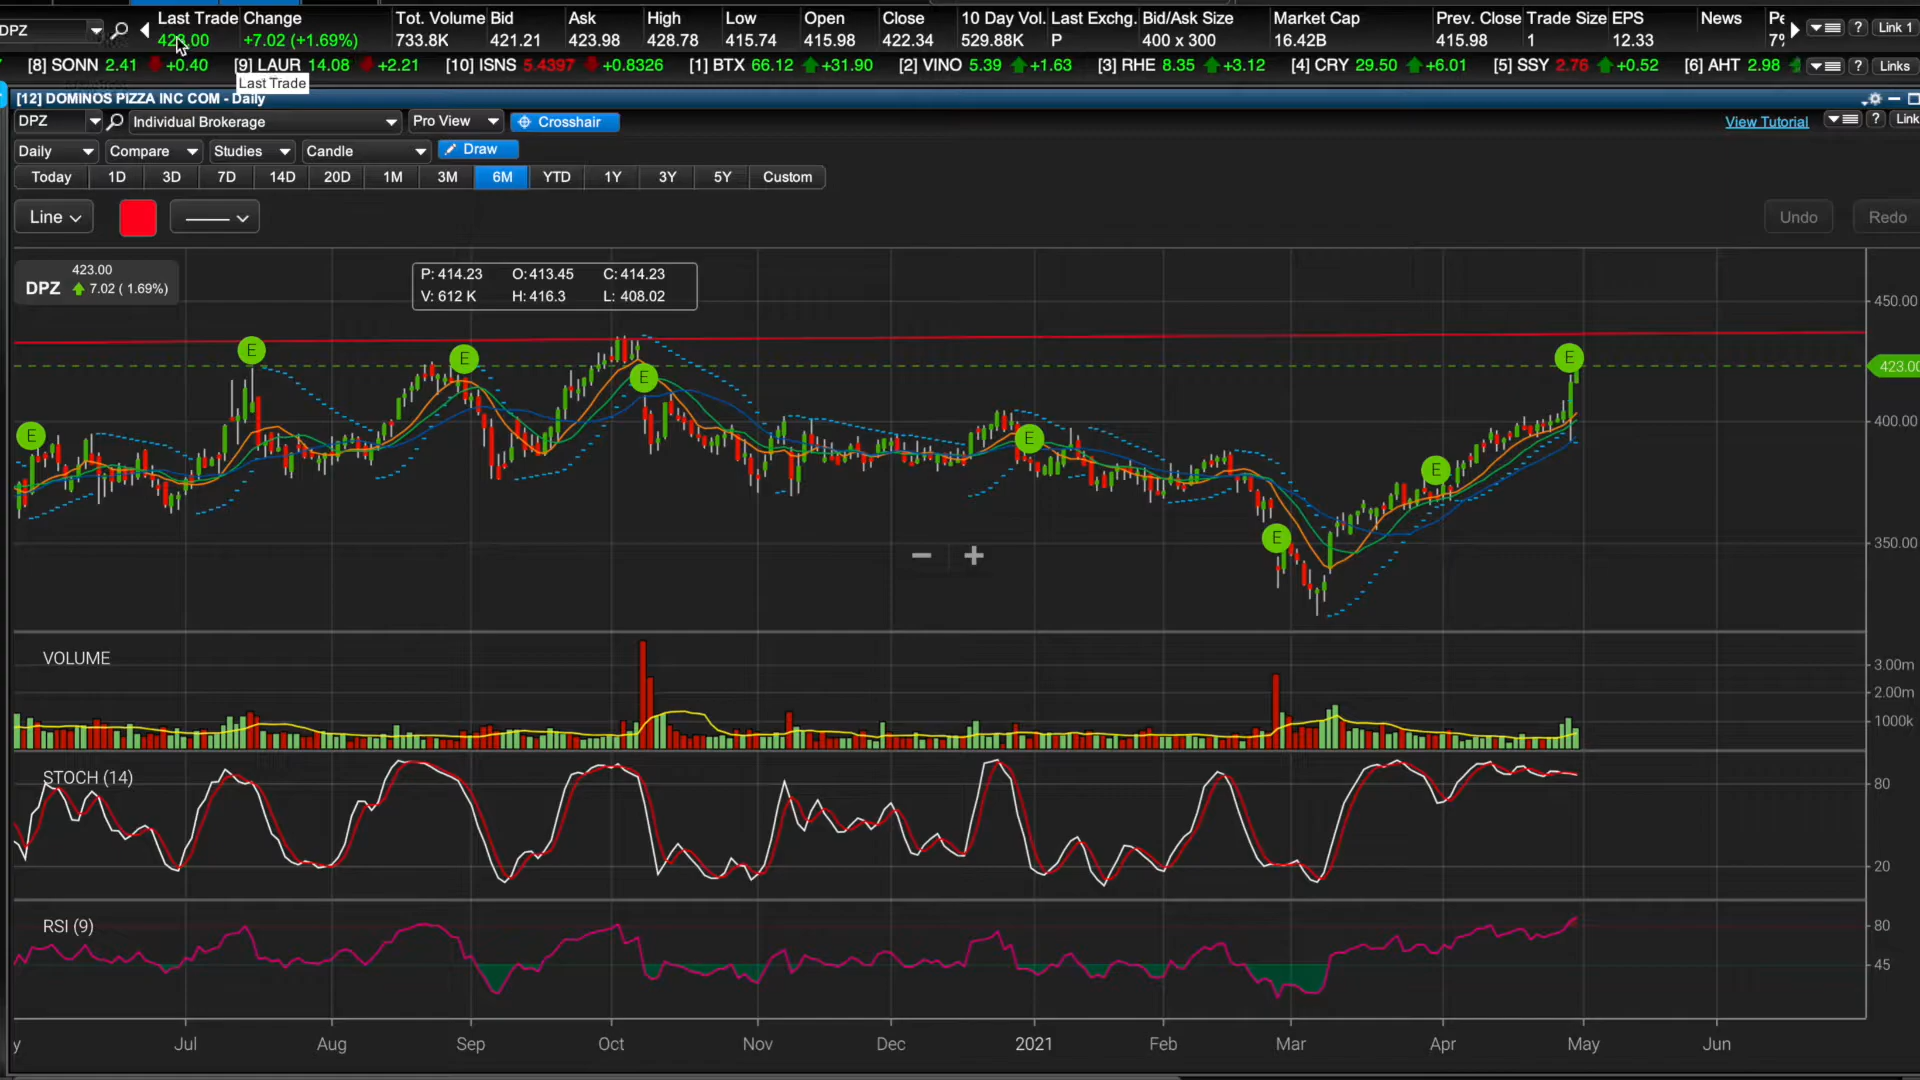 DPZ
Last Trade Change Tot. Volume Bid Ask High Low Open Close 10 Day Vol. Last Exchg. Bid/Ask Size Market Cap Prev. Close Trade Size EPS News
+7.02 (+1.69%) 733.8K 421.21 423.98 428.78 415.74 415.98 422.34 529.88K P 400 x 300 16.42B 415.98 1 12.33
? Link 1
[8] SONN 2.41 +0.40 [9] LAUR 14.08 +2.21 [10] ISNS 5.4397 +0.8326 [1] BTX 66.12 +31.90 [2] VINO 5.39 +1.63 [3] RHE 8.35 +3.12 [4] CRY 29.50 +6.01 [5] SSY 2.76 +0.52 [6] AHT 2.98 ? Links
Last Trade
[12] DOMINOS PIZZA INC COM - Daily
DPZ Individual Brokerage Pro View Crosshair View Tutorial ? Link
Daily Compare Studies Candle Draw
Today 1D 3D 7D 14D 20D 1M 3M 6M YTD 1Y 3Y 5Y Custom
Line Undo Redo
423.00
DPZ 7.02 ( 1.69%)
P: 414.23 O: 413.45 C: 414.23
V: 612 K H: 416.3 L: 408.02
450.00
E E E E E E E E
423.00
400.00
350.00
VOLUME
3.00m
2.00m
1000k
STOCH (14)
80
20
RSI (9)
80
45
y Jul Aug Sep Oct Nov Dec 2021 Feb Mar Apr May Jun